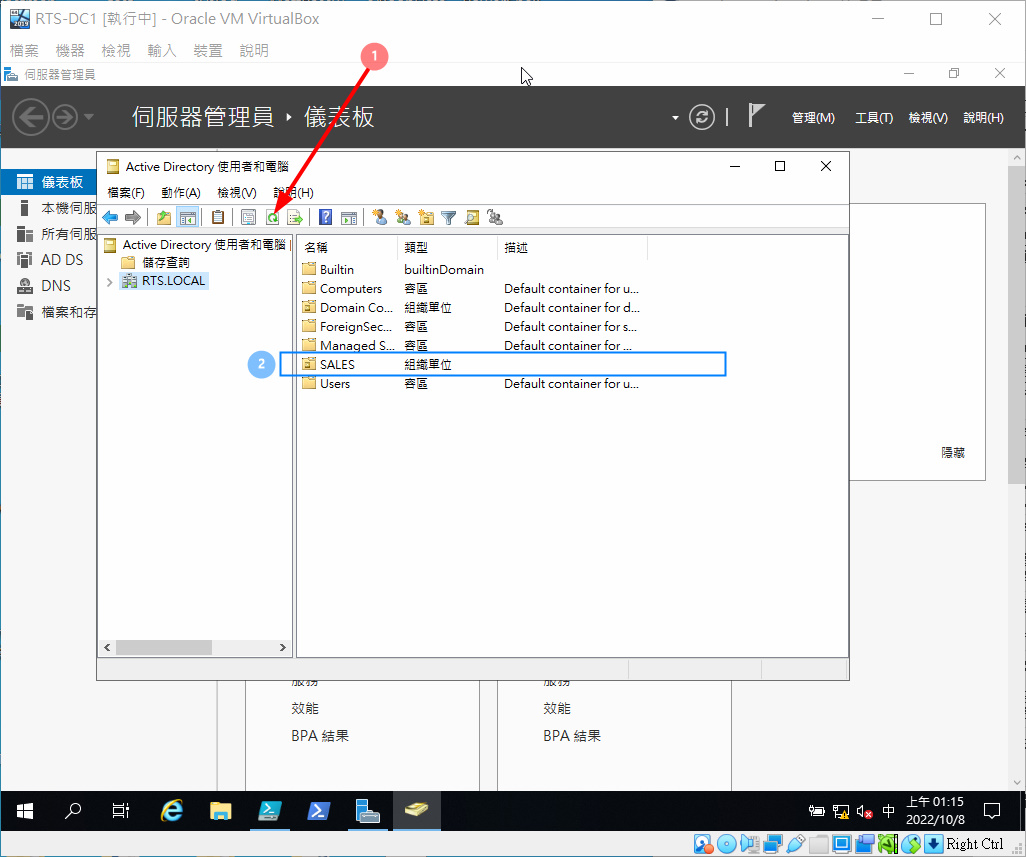 RTS-DC1 [執行中] - Oracle VM VirtualBox
檔案 機器 檢視 輸入 裝置 說明
1
伺服器管理員
伺服器管理員 儀表板
管理(M) 工具(T) 檢視(V) 說明(H)
儀表板
本機伺服
所有伺服
AD DS
DNS
檔案和存
Active Directory 使用者和電腦
檔案(F) 動作(A) 檢視(V) 說明(H)
Active Directory 使用者和電腦
儲存查詢
RTS.LOCAL
名稱 類型 描述
Builtin builtinDomain
Computers 容區 Default container for u...
Domain Co... 組織單位 Default container for d...
ForeignSec... 容區 Default container for s...
Managed S... 容區 Default container for ...
2 SALES 組織單位
Users 容區 Default container for u...
隱藏
服務 服務
效能 效能
BPA 結果 BPA 結果
中 上午 01:15
2022/10/8
Right Ctrl